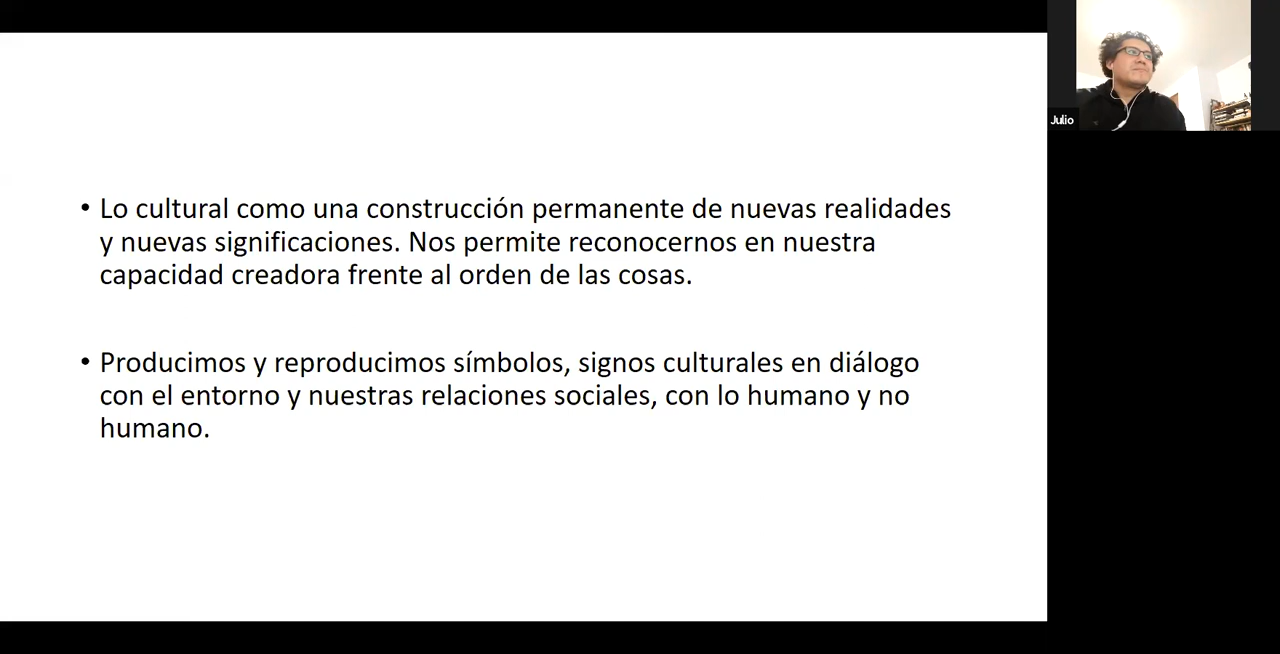 • Lo cultural como una construcción permanente de nuevas realidades
y nuevas significaciones. Nos permite reconocernos en nuestra
capacidad creadora frente al orden de las cosas.
• Producimos y reproducimos símbolos, signos culturales en diálogo
con el entorno y nuestras relaciones sociales, con lo humano y no
humano.
Julio